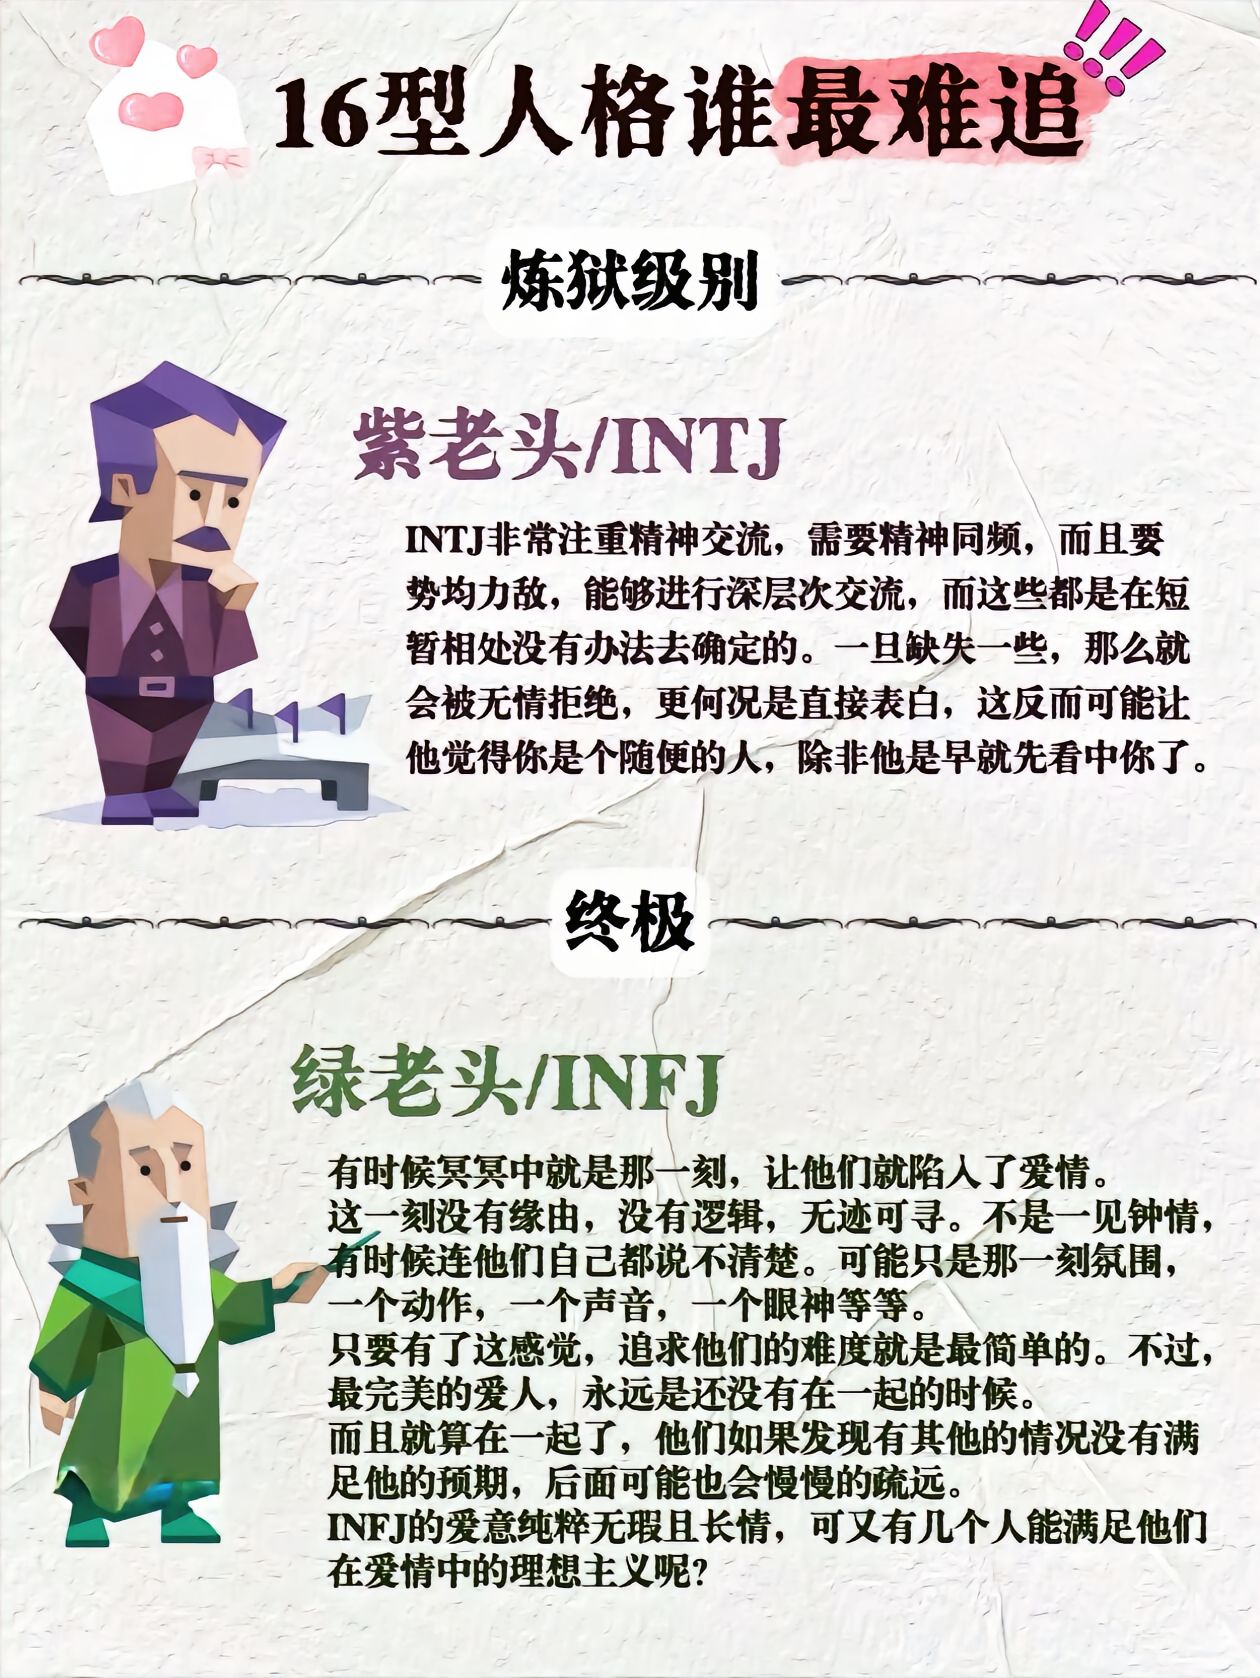 16型人格谁最难追!!!
炼狱级别
紫老头/INTJ
INTJ非常注重精神交流，需要精神同频，而且要
势均力敌，能够进行深层次交流，而这些都是在短
暂相处没有办法去确定的。一旦缺失一些，那么就
会被无情拒绝，更何况是直接表白，这反而可能让
他觉得你是个随便的人，除非他是早就先看中你了。
终极
绿老头/INFJ
有时候冥冥中就是那一刻，让他们就陷入了爱情。
这一刻没有缘由，没有逻辑，无迹可寻。不是一见钟情，
有时候连他们自己都说不清楚。可能只是那一刻氛围，
一个动作，一个声音，一个眼神等等。
只要有了这感觉，追求他们的难度就是最简单的。不过，
最完美的爱人，永远是还没有在一起的时候。
而且就算在一起了，他们如果发现有其他的情况没有满
足他的预期，后面可能也会慢慢的疏远。
INFJ的爱意纯粹无瑕且长情，可又有几个人能满足他们
在爱情中的理想主义呢?